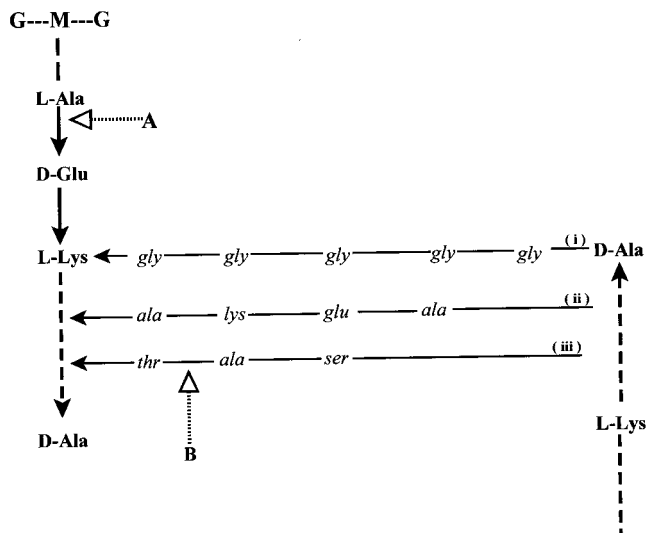 G---M---G
L-Ala
A
D-Glu
L-Lys gly gly gly gly gly (i) D-Ala
ala lys glu ala (ii)
thr ala ser (iii)
L-Lys
D-Ala
B